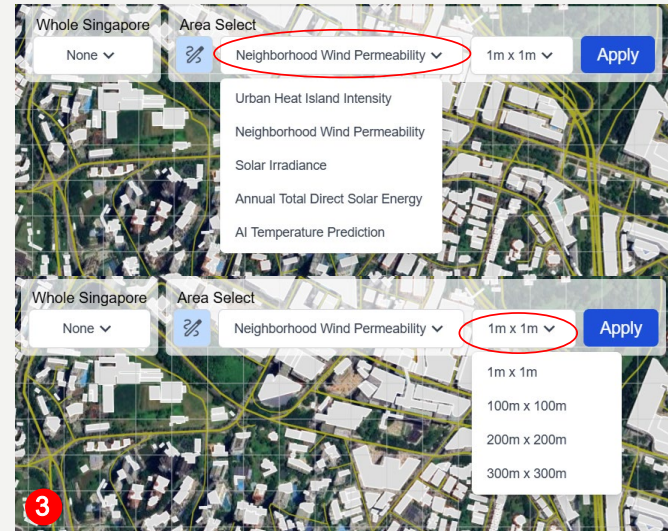 Whole Singapore Area Select
None Neighborhood Wind Permeability 1m x 1m Apply
Urban Heat Island Intensity
Neighborhood Wind Permeability
Solar Irradiance
Annual Total Direct Solar Energy
AI Temperature Prediction
Whole Singapore Area Select
None Neighborhood Wind Permeability 1m x 1m Apply
1m x 1m
100m x 100m
200m x 200m
300m x 300m
3